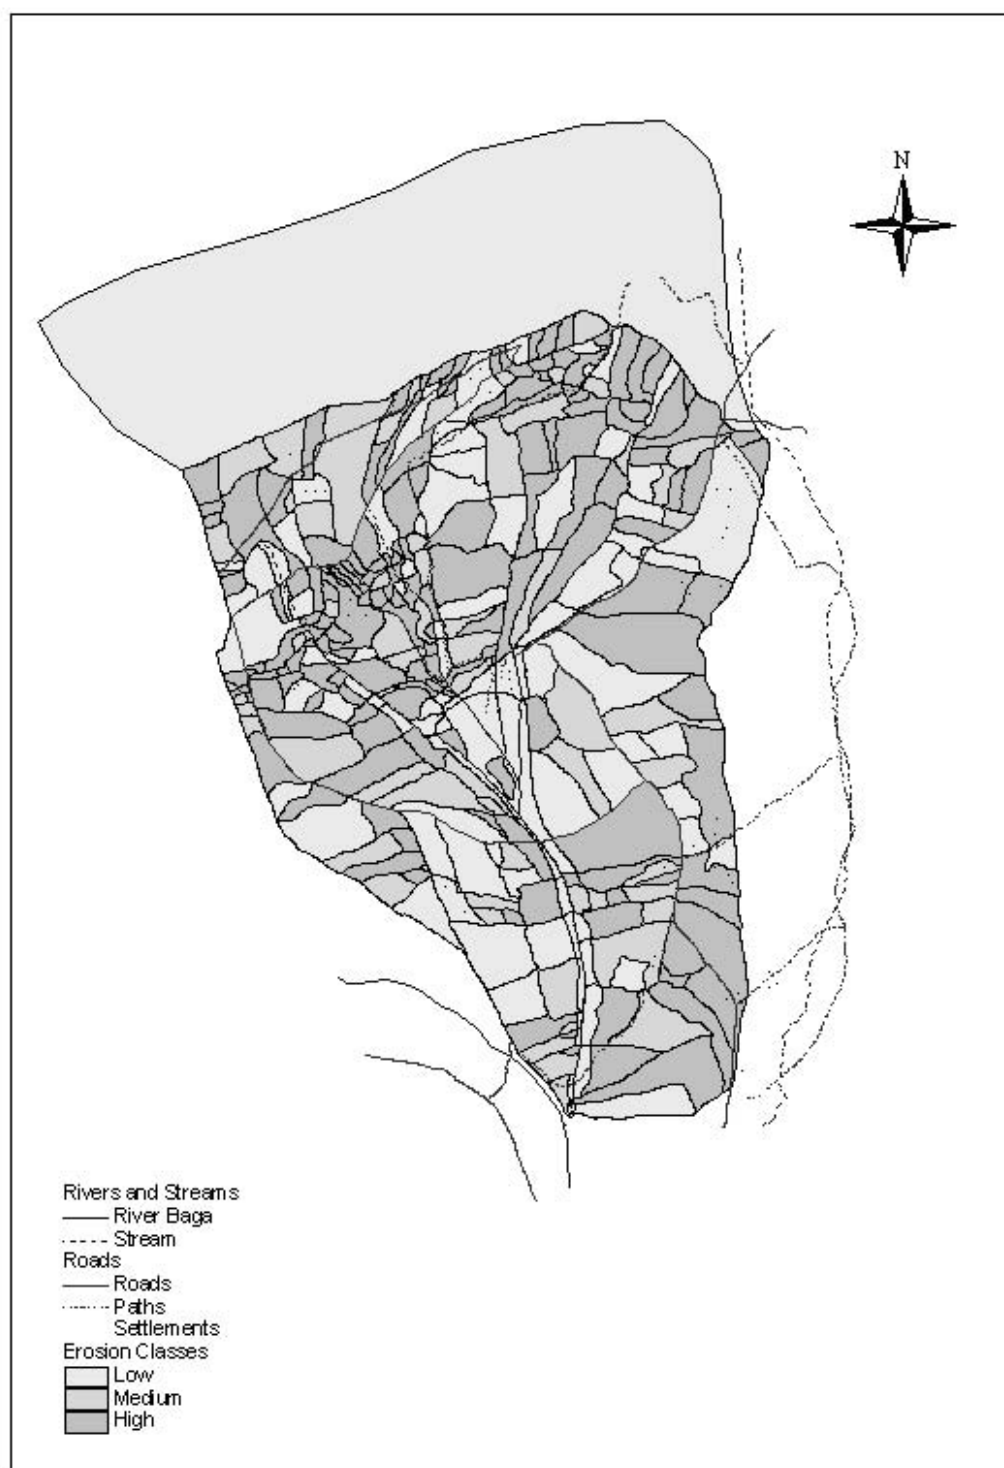 N
Rivers and Streams
River Baga
Stream
Roads
Roads
Paths
Settlements
Erosion Classes
Low
Medium
High